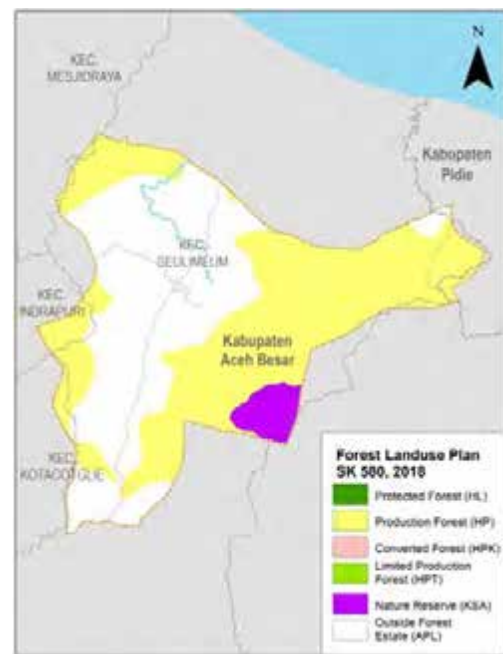 N
KEC.
MESJIDRAYA
Kabupaten
Pidie
KEC.
SEULIMEUM
KEC.
INDRAPURI
Kabupaten
Aceh Besar
KEC.
KOTACOT GLIE
Forest Landuse Plan
SK 580, 2018
Protected Forest (HL)
Production Forest (HP)
Converted Forest (HPK)
Limited Production
Forest (HPT)
Nature Reserve (KSA)
Outside Forest
Estate (APL)